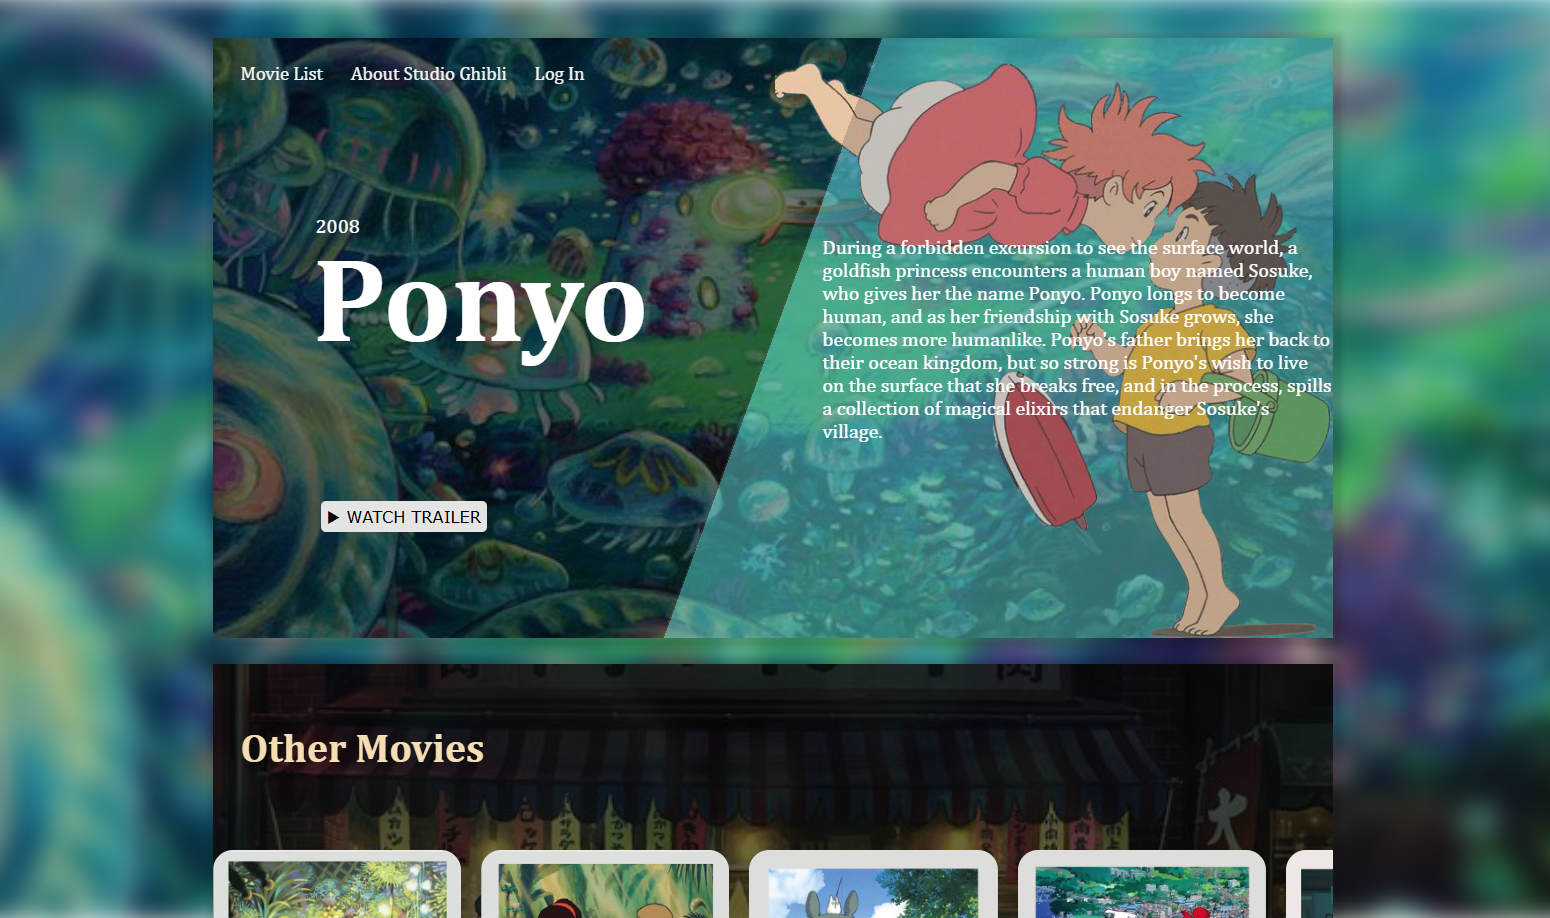 Movie List About Studio Ghibli Log In
2008
Ponyo
During a forbidden excursion to see the surface world, a
goldfish princess encounters a human boy named Sosuke,
who gives her the name Ponyo. Ponyo longs to become
human, and as her friendship with Sosuke grows, she
becomes more humanlike. Ponyo's father brings her back to
their ocean kingdom, but so strong is Ponyo's wish to live
on the surface that she breaks free, and in the process, spills
a collection of magical elixirs that endanger Sosuke's
village.
▶ WATCH TRAILER
Other Movies
大